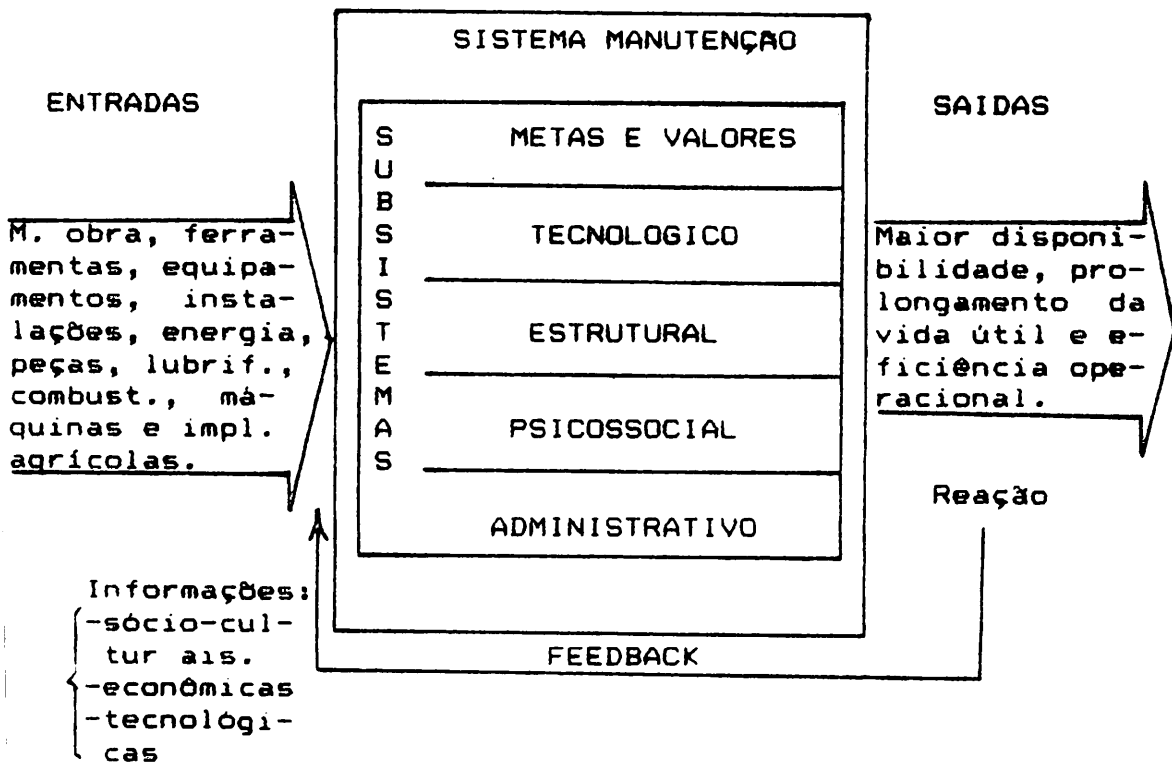 SISTEMA MANUTENÇÃO
ENTRADAS
M. obra, ferra-
mentas, equipa-
mentos, insta-
lações, energia,
peças, lubrif.,
combust., má-
quinas e impl.
agrícolas.
SUBSISTEMAS
METAS E VALORES
TECNOLOGICO
ESTRUTURAL
PSICOSSOCIAL
ADMINISTRATIVO
SAIDAS
Maior disponi-
bilidade, pro-
longamento da
vida útil e e-
ficiência ope-
racional.
Reação
Informações:
-sócio-cul-
tur ais.
-econômicas
-tecnológi-
cas
FEEDBACK